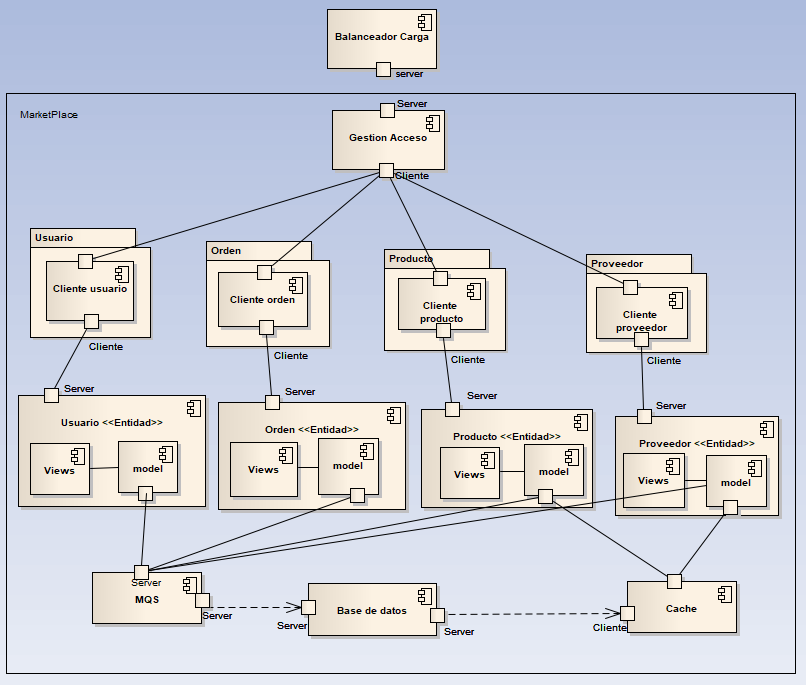 Balanceador Carga
server
MarketPlace
Server
Gestion Acceso
Cliente
Usuario
Cliente usuario
Cliente
Orden
Cliente orden
Cliente
Producto
Cliente
producto
Cliente
Proveedor
Cliente
proveedor
Cliente
Server
Usuario <<Entidad>>
Views
model
Server
Orden <<Entidad>>
Views
model
Server
Producto <<Entidad>>
Views
model
Server
Proveedor <<Entidad>>
Views
model
Server
MQS
Server
Server
Base de datos
Server
Cliente
Cache